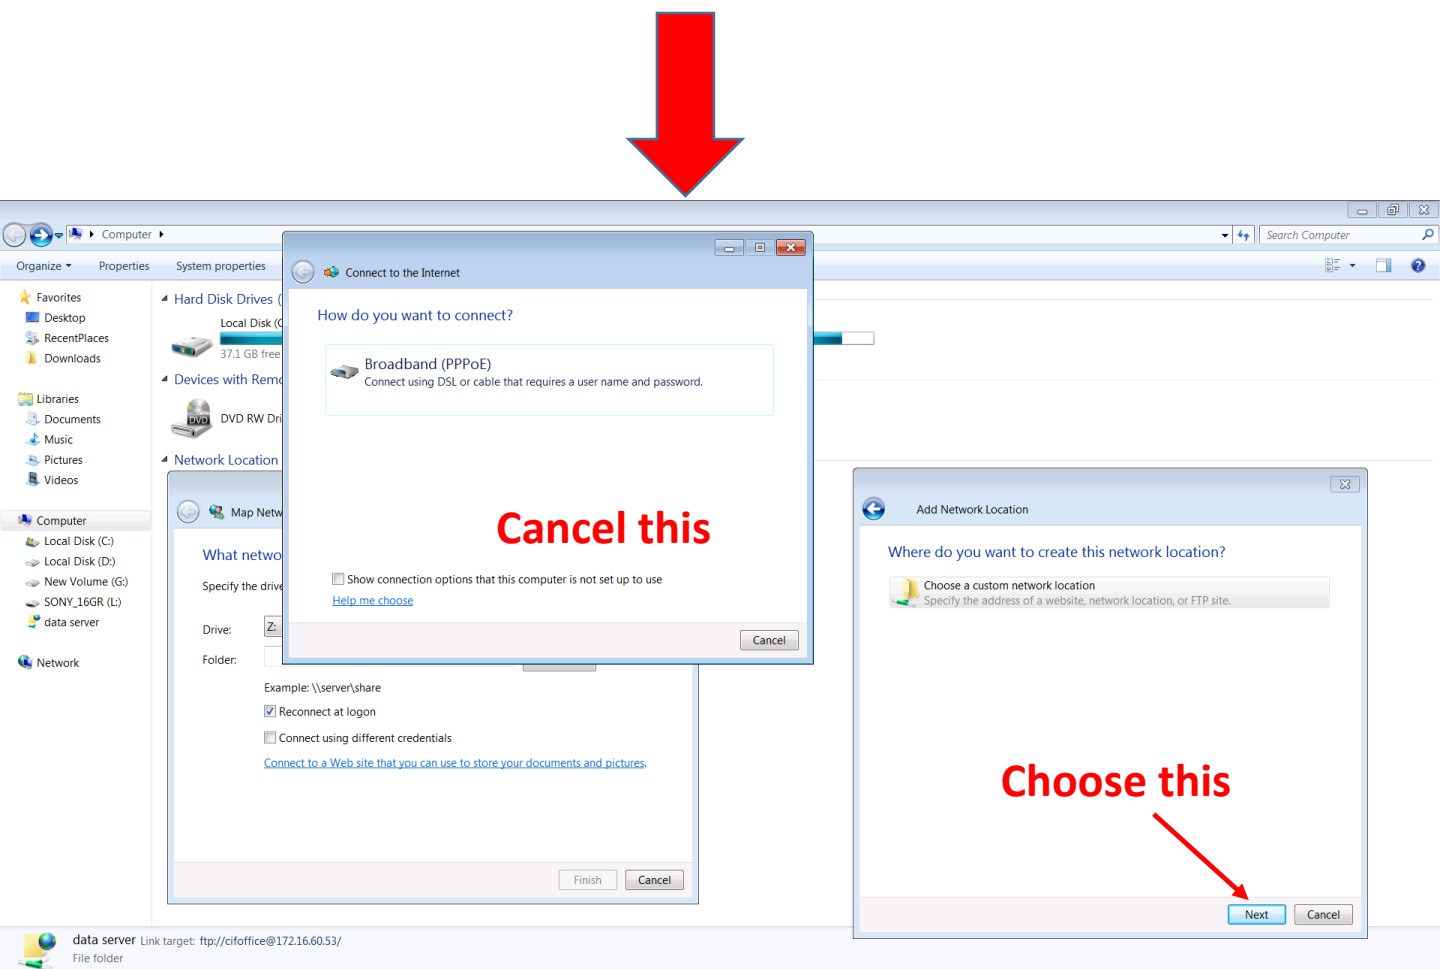 Computer
Search Computer
Organize
Properties
System properties
Favorites
Desktop
RecentPlaces
Downloads
Libraries
Documents
Music
Pictures
Videos
Computer
Local Disk (C:)
Local Disk (D:)
New Volume (G:)
SONY_16GR (L:)
data server
Network
Hard Disk Drives (
Local Disk (C
37.1 GB free
Devices with Remo
DVD
DVD RW Dri
Network Location
Connect to the Internet
How do you want to connect?
Broadband (PPPoE)
Connect using DSL or cable that requires a user name and password.
Cancel this
Show connection options that this computer is not set up to use
Help me choose
Cancel
Map Netw
What netwo
Specify the drive
Drive:
Z:
Folder:
Example: \\server\share
Reconnect at logon
Connect using different credentials
Connect to a Web site that you can use to store your documents and pictures.
Finish
Cancel
Add Network Location
Where do you want to create this network location?
Choose a custom network location
Specify the address of a website, network location, or FTP site.
Choose this
Next
Cancel
data server Link target: ftp://cifoffice@172.16.60.53/
File folder